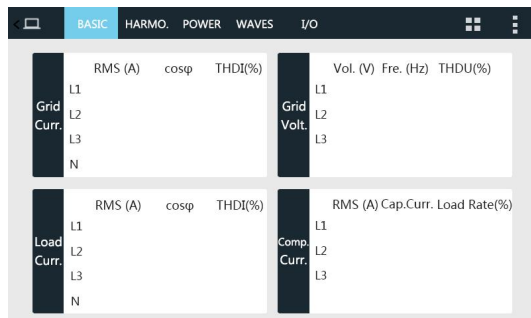 BASIC HARMO. POWER WAVES I/O
RMS (A) cosφ THDI(%)
Grid Curr.
L1
L2
L3
N
Vol. (V) Fre. (Hz) THDU(%)
Grid Volt.
L1
L2
L3
RMS (A) cosφ THDI(%)
Load Curr.
L1
L2
L3
N
RMS (A) Cap.Curr. Load Rate(%)
Comp. Curr.
L1
L2
L3